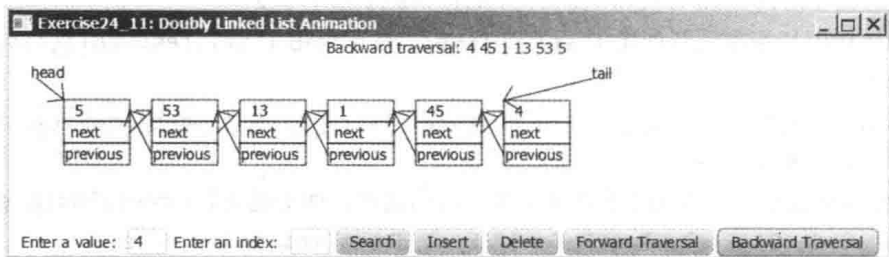 Exercise24_11: Doubly Linked List Animation
Backward traversal: 4 45 1 13 53 5
head
tail
5 53 13 1 45 4
next next next next next next
previous previous previous previous previous previous
Enter a value: 4 Enter an index: Search Insert Delete Forward Traversal Backward Traversal